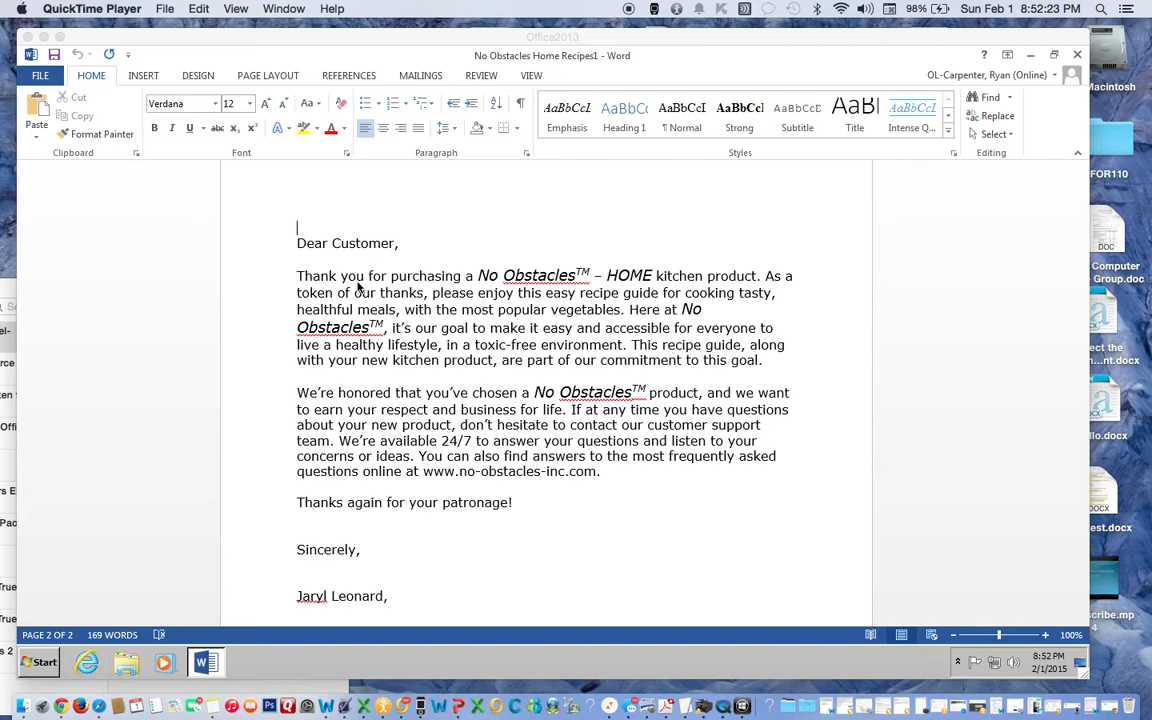 QuickTime Player File Edit View Window Help 98% Sun Feb 1 8:52:23 PM
Office2013
No Obstacles Home Recipes1 - Word
FILE HOME INSERT DESIGN PAGE LAYOUT REFERENCES MAILINGS REVIEW VIEW OL-Carpenter, Ryan (Online)
Paste
Cut
Copy
Format Painter
Clipboard
Verdana 12
Font
Paragraph
AaBbCcI AaBbCc AaBbCcI AaBbCcI AaBbCcD AaBl AaBbCcI
Emphasis Heading 1 ¶ Normal Strong Subtitle Title Intense Q...
Styles
Find
Replace
Select
Editing
Dear Customer,
Thank you for purchasing a No Obstacles™ – HOME kitchen product. As a
token of our thanks, please enjoy this easy recipe guide for cooking tasty,
healthful meals, with the most popular vegetables. Here at No
Obstacles™, it’s our goal to make it easy and accessible for everyone to
live a healthy lifestyle, in a toxic-free environment. This recipe guide, along
with your new kitchen product, are part of our commitment to this goal.
We’re honored that you’ve chosen a No Obstacles™ product, and we want
to earn your respect and business for life. If at any time you have questions
about your new product, don’t hesitate to contact our customer support
team. We’re available 24/7 to answer your questions and listen to your
concerns or ideas. You can also find answers to the most frequently asked
questions online at www.no-obstacles-inc.com.
Thanks again for your patronage!
Sincerely,
Jaryl Leonard,
PAGE 2 OF 2 169 WORDS 100%
Start
8:52 PM
2/1/2015
Macintosh
FOR110
Computer
Group.docx
ect the
nt.docx
ilo.docx
est.docx
scribe.mp
4